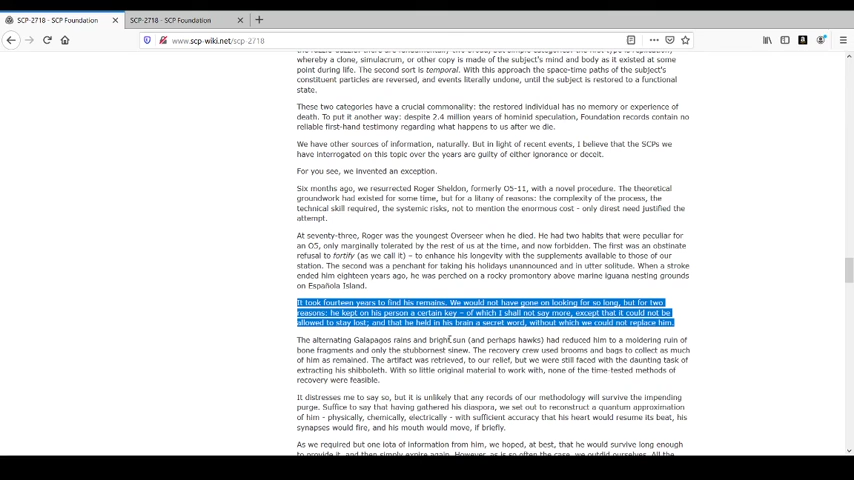 SCP-2718 - SCP Foundation
SCP-2718 - SCP Foundation
www.scp-wiki.net/scp-2718
whereby a clone, simulacrum, or other copy is made of the subject's mind and body as it existed at some
point during life. The second sort is temporal. With this approach the space-time paths of the subject's
constituent particles are reversed, and events literally undone, until the subject is restored to a functional
state.
These two categories have a crucial commonality: the restored individual has no memory or experience of
death. To put it another way: despite 2.4 million years of hominid speculation, Foundation records contain no
reliable first-hand testimony regarding what happens to us after we die.
We have other sources of information, naturally. But in light of recent events, I believe that the SCPs we
have interrogated on this topic over the years are guilty of either ignorance or deceit.
For you see, we invented an exception.
Six months ago, we resurrected Roger Sheldon, formerly O5-11, with a novel procedure. The theoretical
groundwork had existed for some time, but for a litany of reasons: the complexity of the process, the
technical skill required, the systemic risks, not to mention the enormous cost - only direst need justified the
attempt.
At seventy-three, Roger was the youngest Overseer when he died. He had two habits that were peculiar for
an O5, only marginally tolerated by the rest of us at the time, and now forbidden. The first was an obstinate
refusal to fortify (as we call it) – to enhance his longevity with the supplements available to those of our
station. The second was a penchant for taking his holidays unannounced and in utter solitude. When a stroke
ended him eighteen years ago, he was perched on a rocky promontory above marine iguana nesting grounds
on Española Island.
It took fourteen years to find his remains. We would not have gone on looking for so long, but for two
reasons: he kept on his person a certain key – of which I shall not say more, except that it could not be
allowed to stay lost; and that he held in his brain a secret word, without which we could not replace him.
The alternating Galapagos rains and bright sun (and perhaps hawks) had reduced him to a moldering ruin of
bone fragments and only the stubbornest sinew. The recovery crew used brooms and bags to collect as much
of him as remained. The artifact was retrieved, to our relief, but we were still faced with the daunting task of
extracting his shibboleth. With so little original material to work with, none of the time-tested methods of
recovery were feasible.
It distresses me to say so, but it is unlikely that any records of our methodology will survive the impending
purge. Suffice to say that having gathered his diaspora, we set out to reconstruct a quantum approximation
of him - physically, chemically, electrically - with sufficient accuracy that his heart would resume its beat, his
synapses would fire, and his mouth would move, if briefly.
As we required but one iota of information from him, we hoped, at best, that he would survive long enough